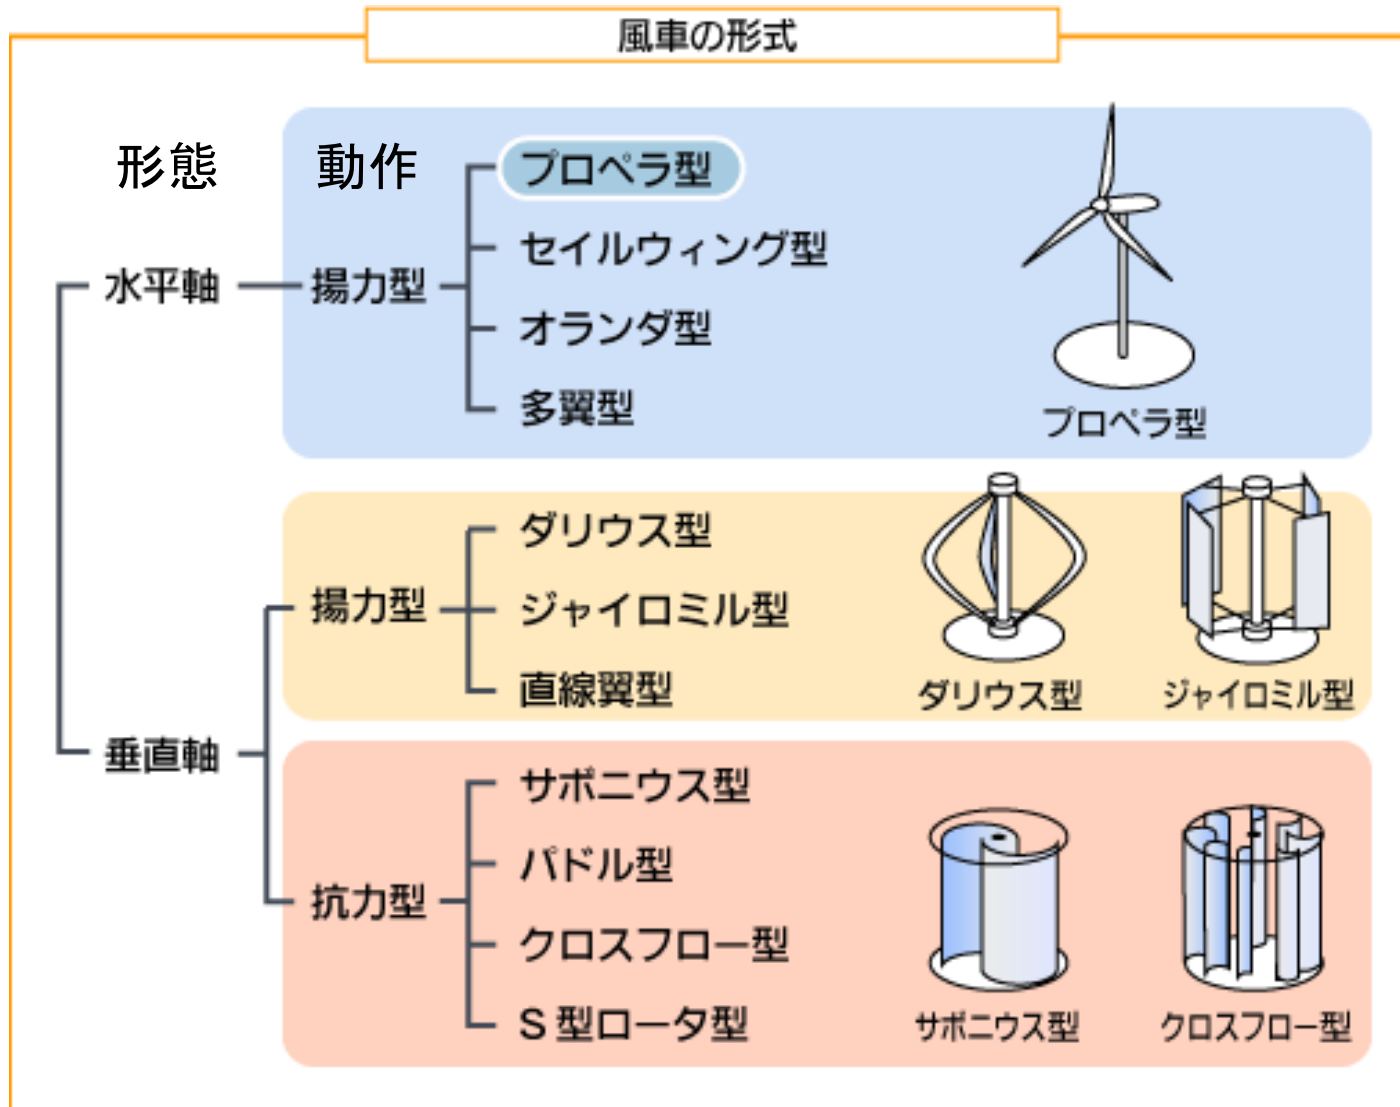 風車の形式
形態
動作
水平軸
揚力型
プロペラ型
セイルウィング型
オランダ型
多翼型
プロペラ型
垂直軸
揚力型
ダリウス型
ジャイロミル型
直線翼型
ダリウス型
ジャイロミル型
抗力型
サボニウス型
パドル型
クロスフロー型
S型ロータ型
サボニウス型
クロスフロー型